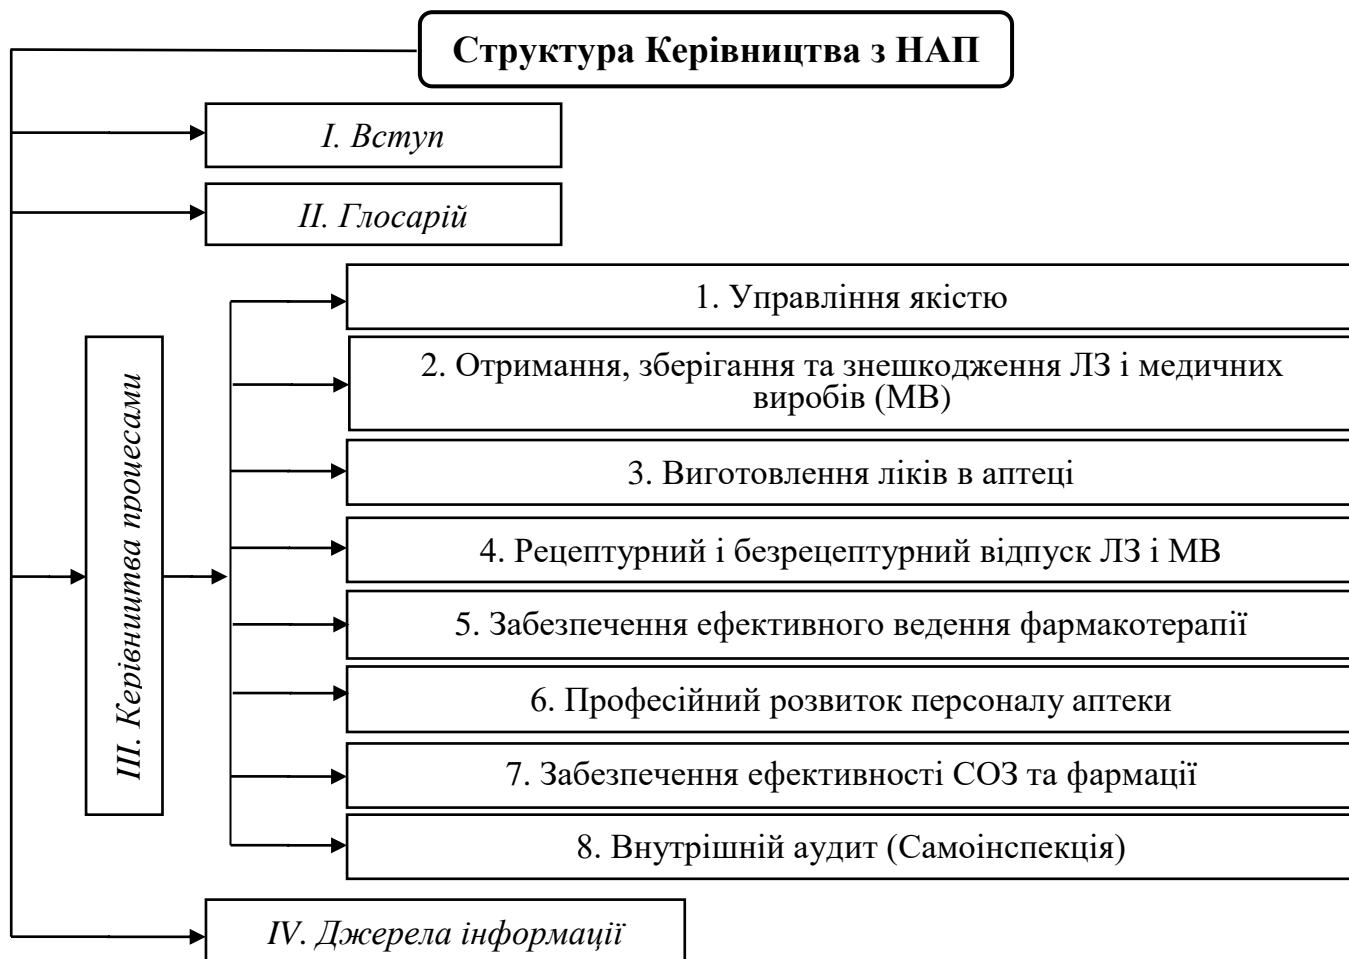 Структура Керівництва з НАП
I. Вступ
II. Глосарій
III. Керівництва процесами
1. Управління якістю
2. Отримання, зберігання та знешкодження ЛЗ і медичних
виробів (МВ)
3. Виготовлення ліків в аптеці
4. Рецептурний і безрецептурний відпуск ЛЗ і МВ
5. Забезпечення ефективного ведення фармакотерапії
6. Професійний розвиток персоналу аптеки
7. Забезпечення ефективності СОЗ та фармації
8. Внутрішній аудит (Самоінспекція)
IV. Джерела інформації